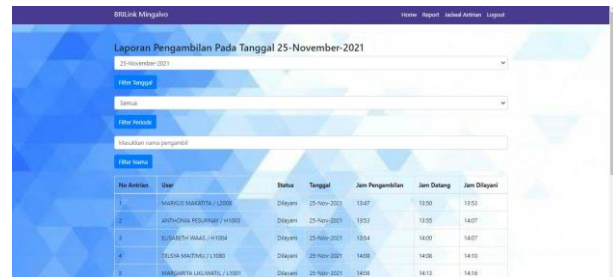 BRILink Mingalvo
Home Report Jadwal Antrian Logout
Laporan Pengambilan Pada Tanggal 25-November-2021
25-November-2021
Filter Tanggal
Semua
Filter Periode
Masukkan nama pengambil
Filter Nama
No Antrian User Status Tanggal Jam Pengambilan Jam Datang Jam Dilayani
1 MARKUS MAKATITA / L2008 Dilayani 25-Nov-2021 13:47 13:50 13:53
2 ANTHONIA / H1003 Dilayani 25-Nov-2021 13:53 13:55 14:07
3 ELISABETH WAAS / H1004 Dilayani 25-Nov-2021 13:54 14:00 14:07
4 TELSYA MAITIMU / L1080 Dilayani 25-Nov-2021 14:08 14:08 14:10
5 MARGARITA / L1001 Dilayani 25-Nov-2021 14:08 14:13 14:16